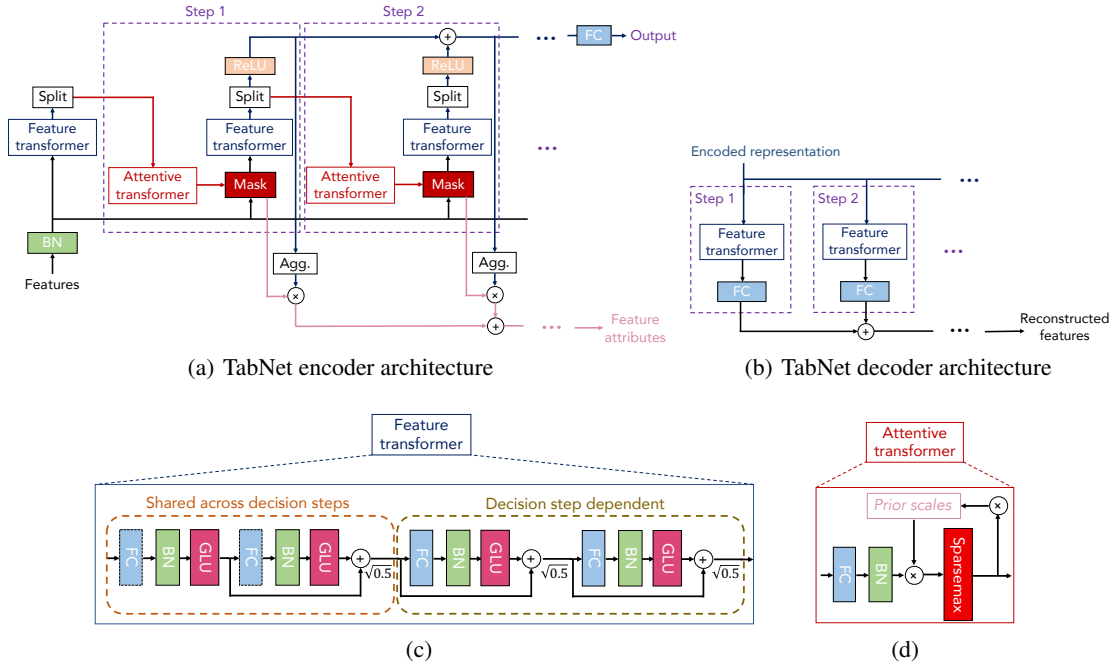 Step 1
Step 2
FC
Output
ReLU
ReLU
Split
Split
Split
Feature
transformer
Feature
transformer
Feature
transformer
Attentive
transformer
Mask
Attentive
transformer
Mask
BN
Features
Agg.
Agg.
Feature
attributes
(a) TabNet encoder architecture
Encoded representation
Step 1
Step 2
Feature
transformer
Feature
transformer
FC
FC
Reconstructed
features
(b) TabNet decoder architecture
Feature
transformer
Shared across decision steps
Decision step dependent
FC
BN
GLU
FC
BN
GLU
√0.5
FC
BN
GLU
√0.5
FC
BN
GLU
√0.5
(c)
Attentive
transformer
Prior scales
FC
BN
Sparsemax
(d)